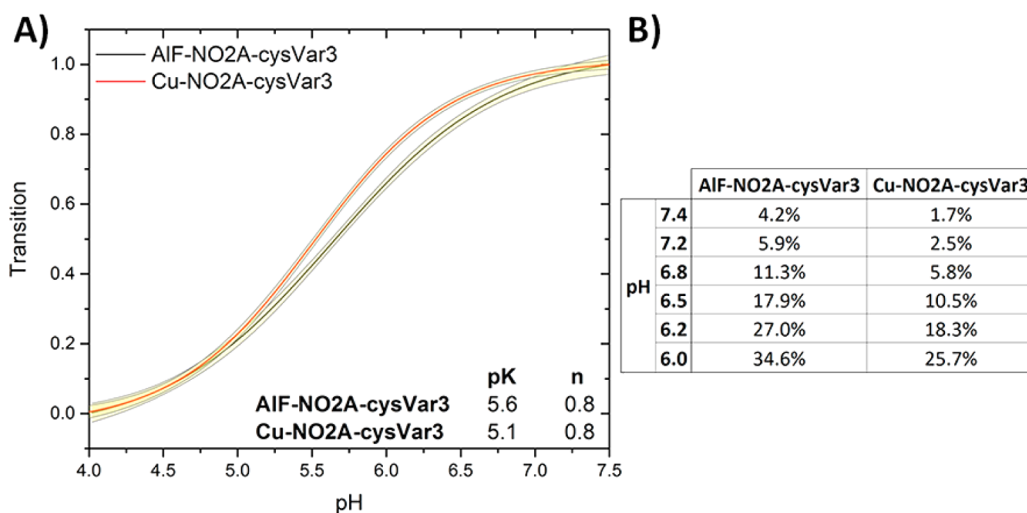 A)
AlF-NO2A-cysVar3
Cu-NO2A-cysVar3
1.0
0.8
0.6
0.4
0.2
0.0
Transition
pK n
AlF-NO2A-cysVar3 5.6 0.8
Cu-NO2A-cysVar3 5.1 0.8
4.0 4.5 5.0 5.5 6.0 6.5 7.0 7.5
pH
B)
AlF-NO2A-cysVar3 Cu-NO2A-cysVar3
pH
7.4 4.2% 1.7%
7.2 5.9% 2.5%
6.8 11.3% 5.8%
6.5 17.9% 10.5%
6.2 27.0% 18.3%
6.0 34.6% 25.7%